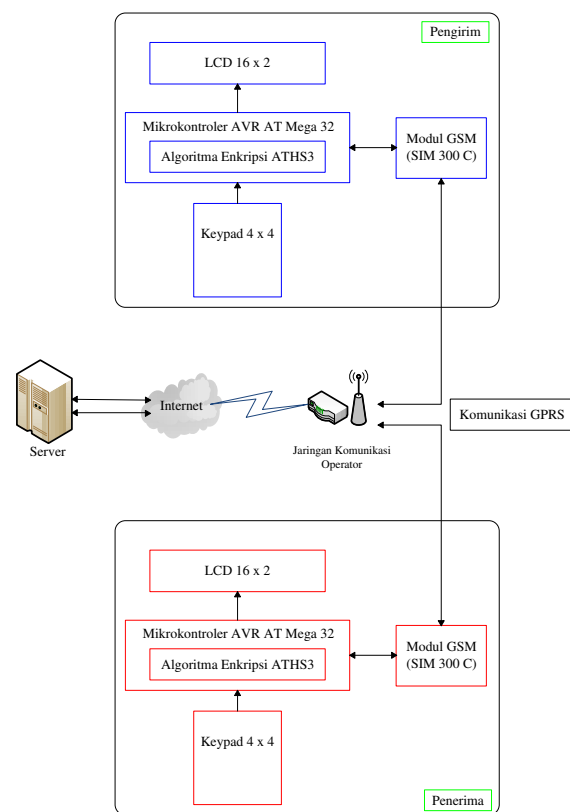 Pengirim
LCD 16 x 2
Mikrokontroler AVR AT Mega 32
Algoritma Enkripsi ATHS3
Modul GSM
(SIM 300 C)
Keypad 4 x 4
Internet
Server
Jaringan Komunikasi
Operator
Komunikasi GPRS
LCD 16 x 2
Mikrokontroler AVR AT Mega 32
Algoritma Enkripsi ATHS3
Modul GSM
(SIM 300 C)
Keypad 4 x 4
Penerima